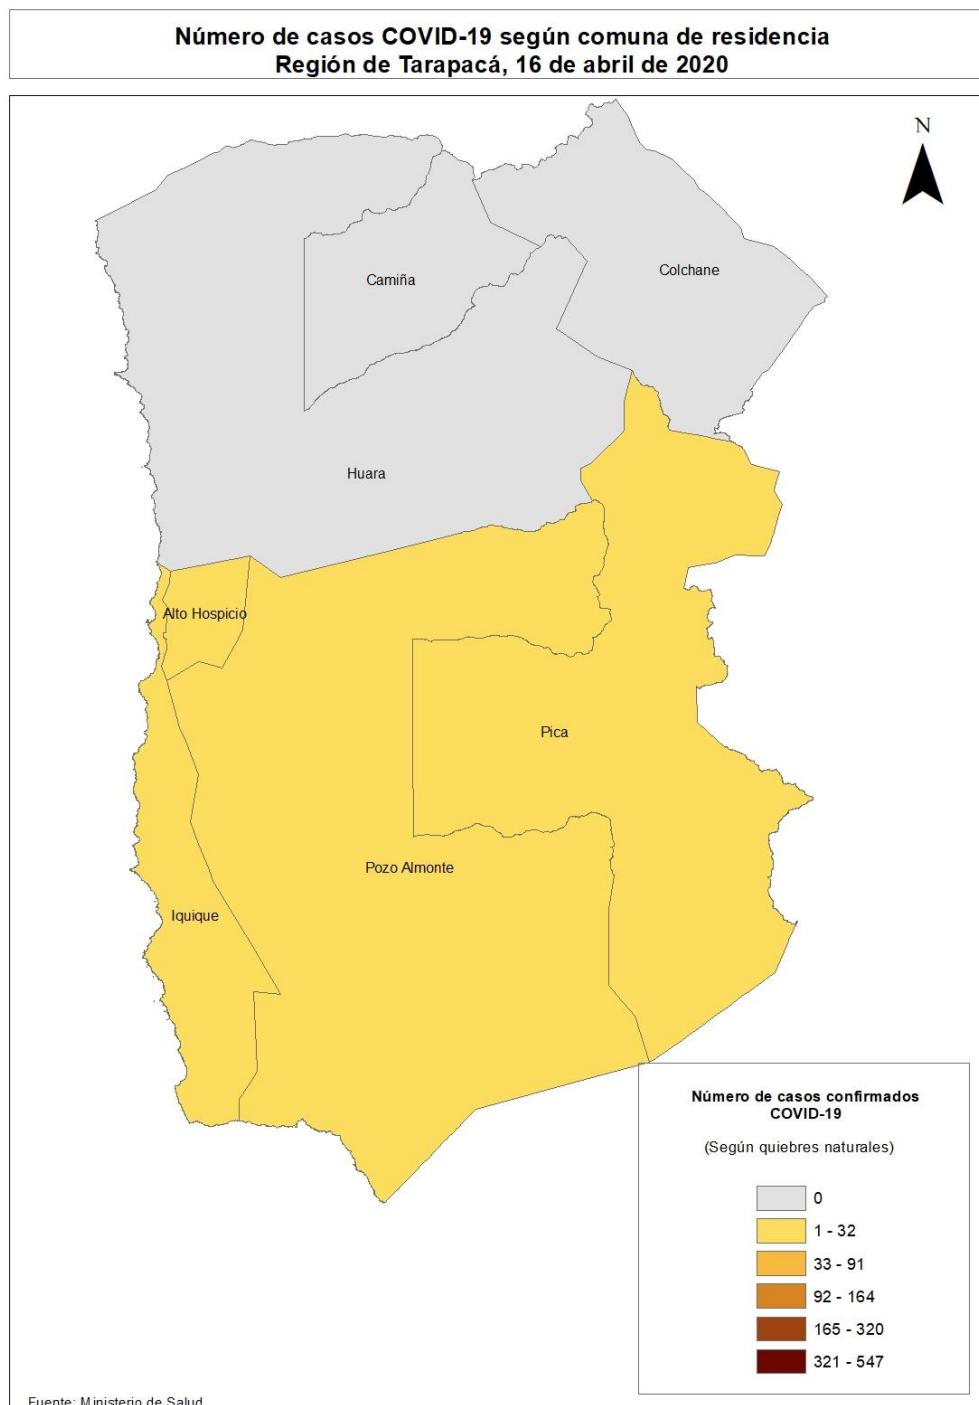 Número de casos COVID-19 según comuna de residencia
Región de Tarapacá, 16 de abril de 2020
N
Colchane
Camiña
Huara
Alto Hospicio
Pica
Pozo Almonte
Iquique
Número de casos confirmados
COVID-19
(Según quiebres naturales)
0
1 - 32
33 - 91
92 - 164
165 - 320
321 - 547
Fuente: Ministerio de Salud